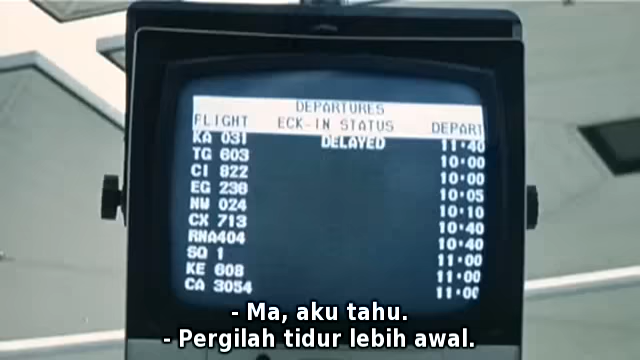 DEPARTURES
FLIGHT ECK-IN STATUS DEPART
KA 031 DELAYED 11:40
TG 603 10:00
CI 822 10:00
EG 238 10:05
NW 024 10:10
CX 713 10:40
RNA404 10:40
SQ 1 11:00
KE 608 11:00
CA 3054 11:00
- Ma, aku tahu.
- Pergilah tidur lebih awal.